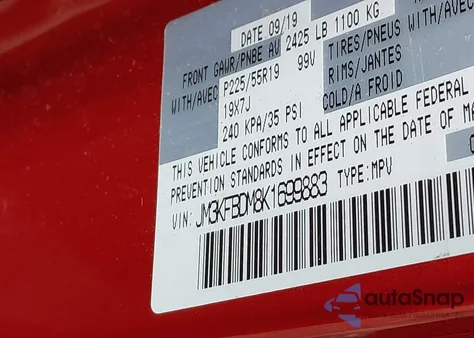 DATE 09/19
FRONT GAWR/PNBE AV 2425 LB 1100 KG
WITH/AVEC P225/55R19 99V TIRES/PNEUS WITH/AVEC
19X7J RIMS/JANTES
240 KPA/35 PSI COLD/A FROID
THIS VEHICLE CONFORMS TO ALL APPLICABLE FEDERAL
PREVENTION STANDARDS IN EFFECT ON THE DATE OF MA
VIN: JM3KFBDM8K1699883 TYPE: MPV
autoSnap